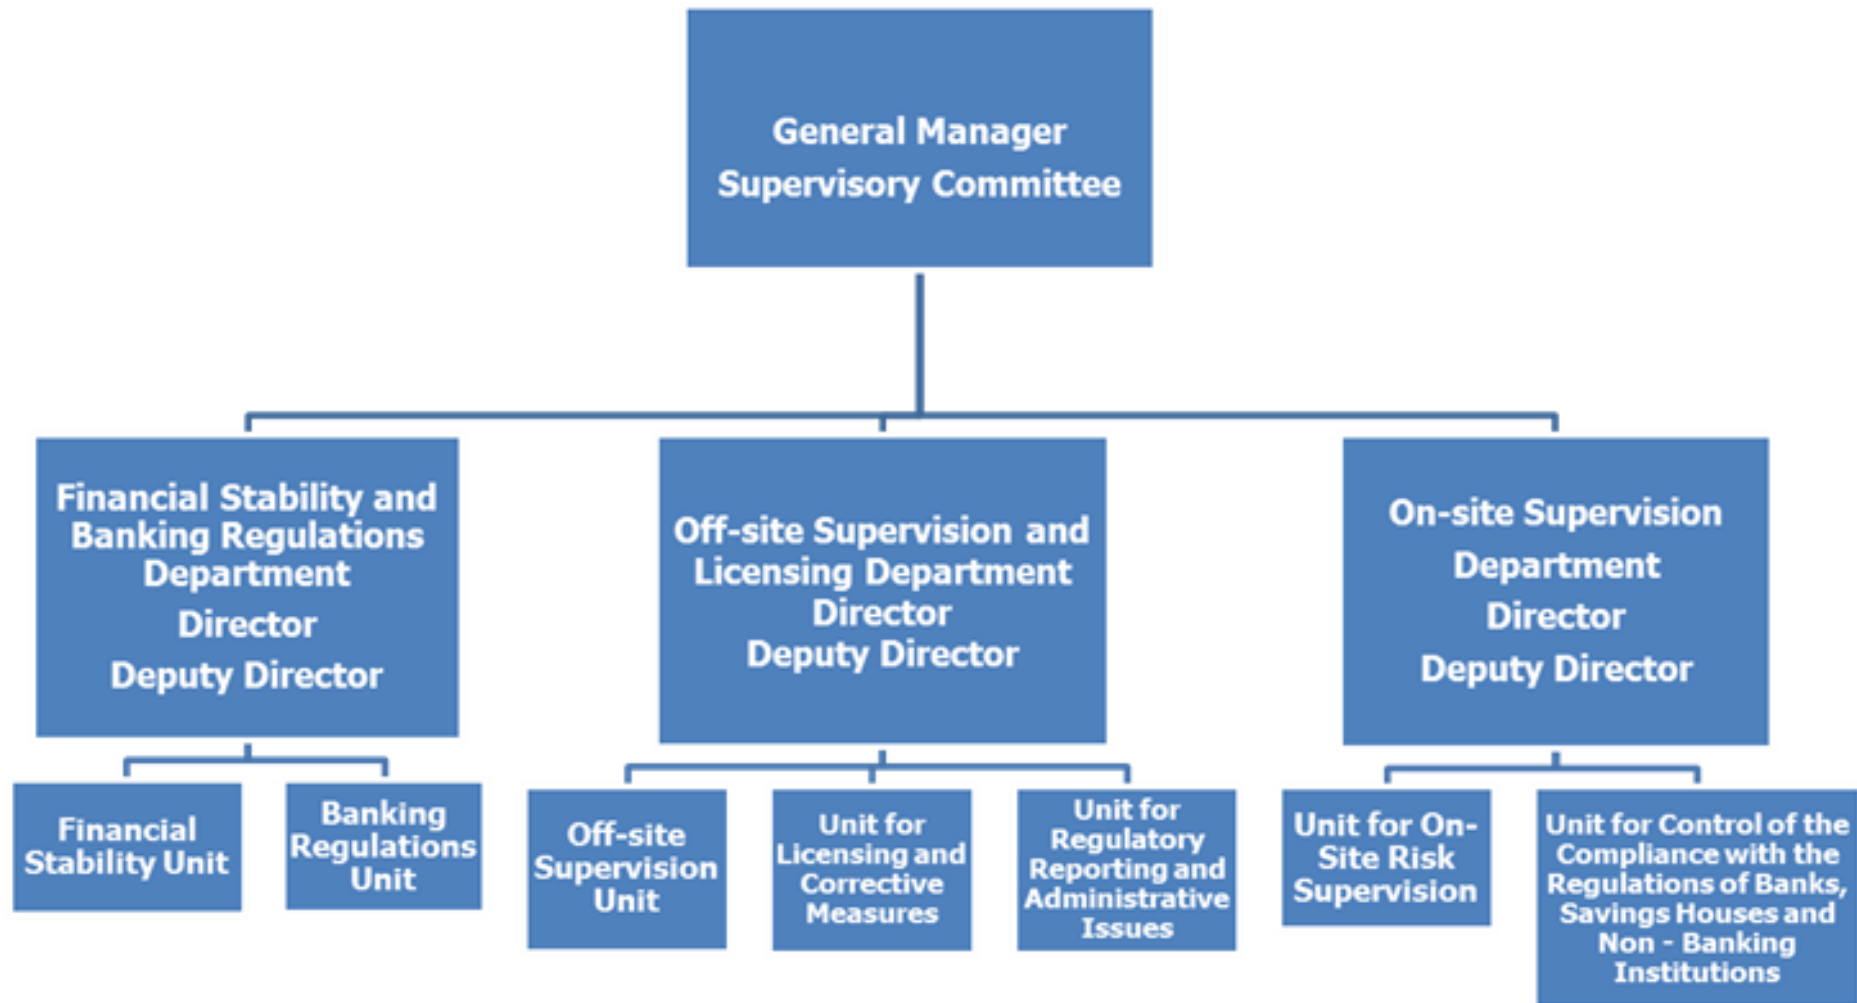 General Manager
Supervisory Committee
Financial Stability and
Banking Regulations
Department
Director
Deputy Director
Off-site Supervision and
Licensing Department
Director
Deputy Director
On-site Supervision
Department
Director
Deputy Director
Financial
Stability Unit
Banking
Regulations
Unit
Off-site
Supervision
Unit
Unit for
Licensing and
Corrective
Measures
Unit for
Regulatory
Reporting and
Administrative
Issues
Unit for On-
Site Risk
Supervision
Unit for Control of the
Compliance with the
Regulations of Banks,
Savings Houses and
Non - Banking
Institutions